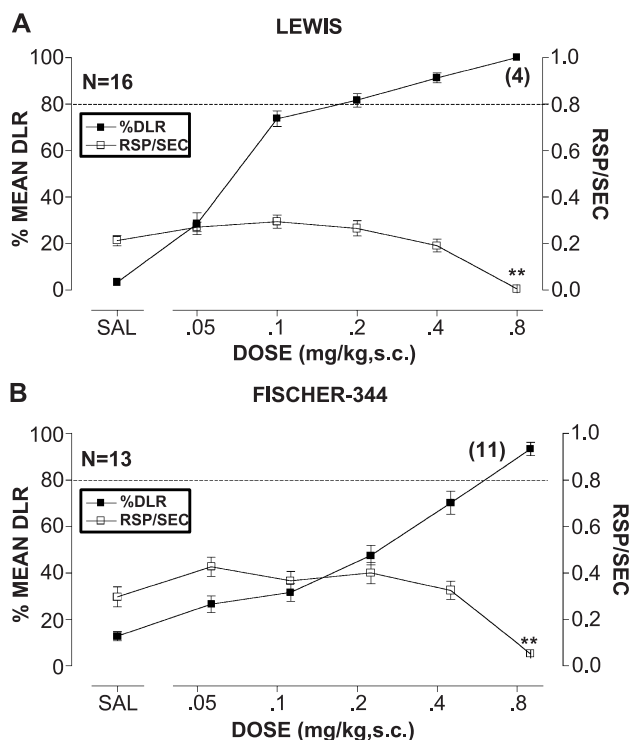 A
LEWIS
N=16
(4)
%DLR
RSP/SEC
% MEAN DLR
100
80
60
40
20
0
1.0
0.8
0.6
0.4
0.2
0.0
RSP/SEC
**
SAL .05 .1 .2 .4 .8
DOSE (mg/kg,s.c.)
B
FISCHER-344
N=13
(11)
%DLR
RSP/SEC
% MEAN DLR
100
80
60
40
20
0
1.0
0.8
0.6
0.4
0.2
0.0
RSP/SEC
**
SAL .05 .1 .2 .4 .8
DOSE (mg/kg,s.c.)